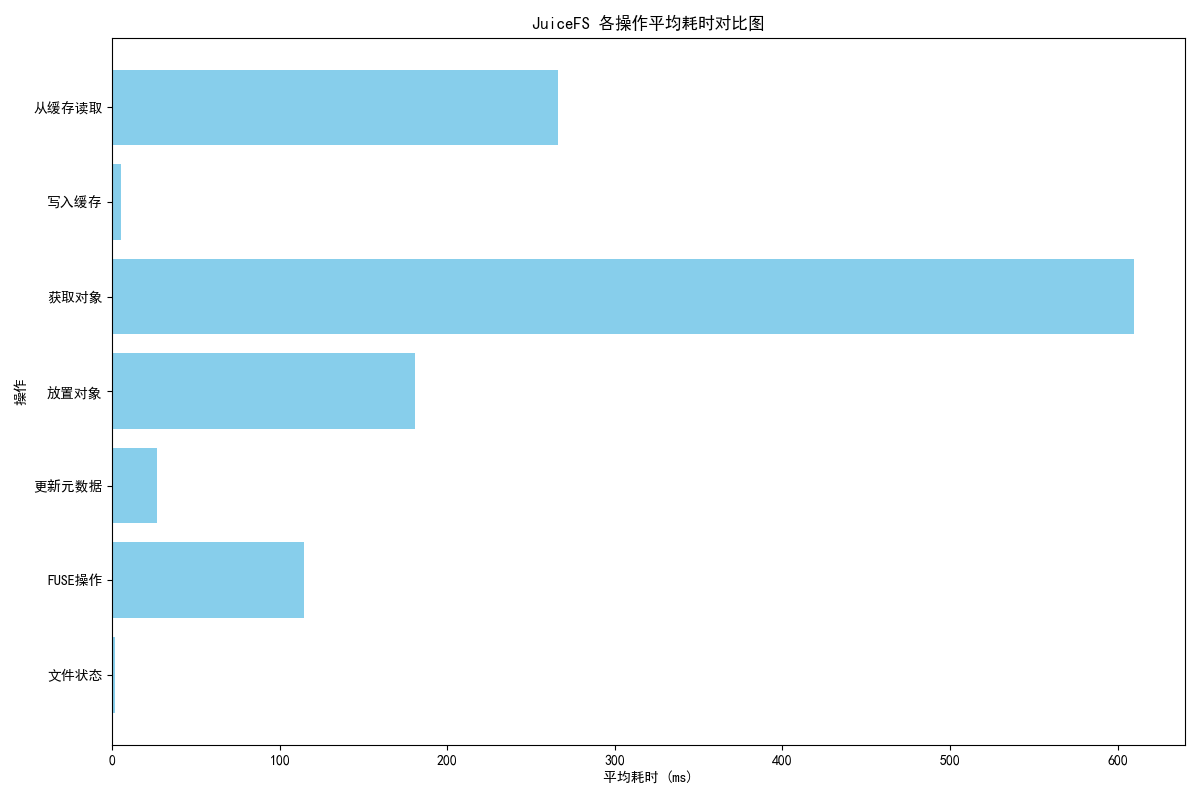 JuiceFS 各操作平均耗时对比图
从缓存读取
写入缓存
获取对象
放置对象
操作
更新元数据
FUSE操作
文件状态
0 100 200 300 400 500 600
平均耗时 (ms)